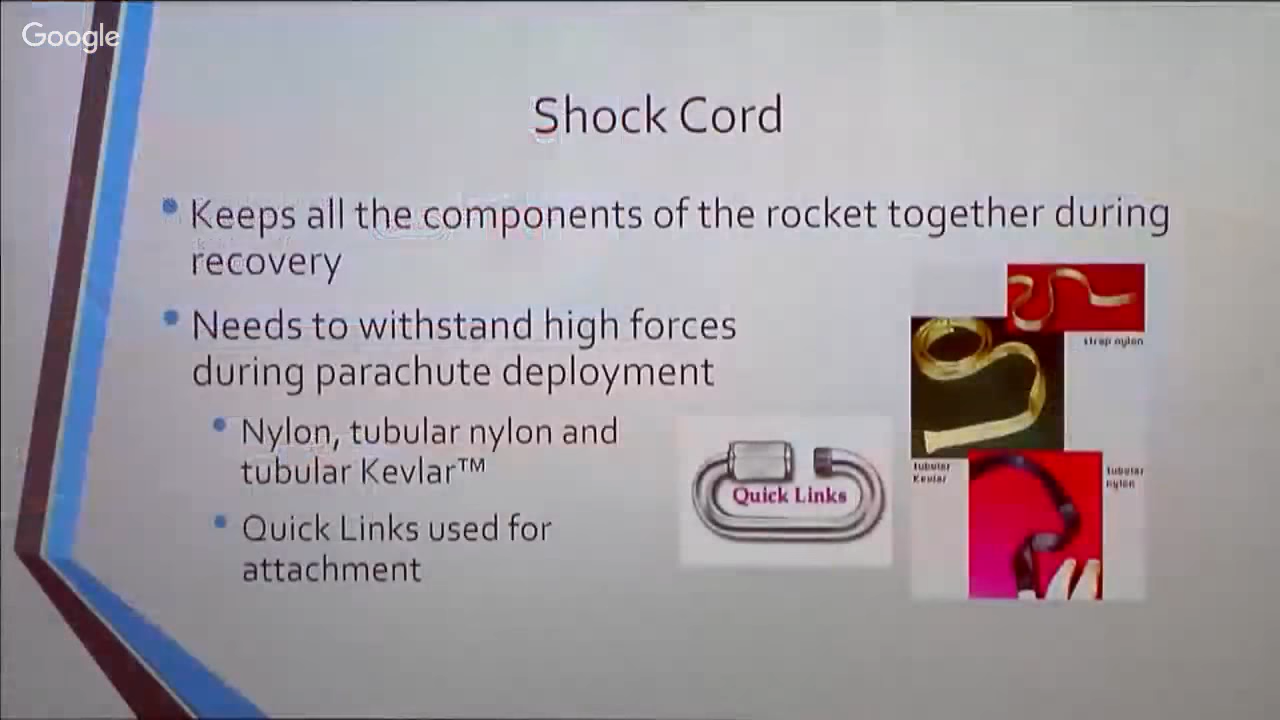 Google
Shock Cord
• Keeps all the components of the rocket together during
recovery
• Needs to withstand high forces
during parachute deployment
• Nylon, tubular nylon and
tubular Kevlar™
• Quick Links used for
attachment
Quick Links
strap nylon
tubular
Kevlar
tubular
nylon